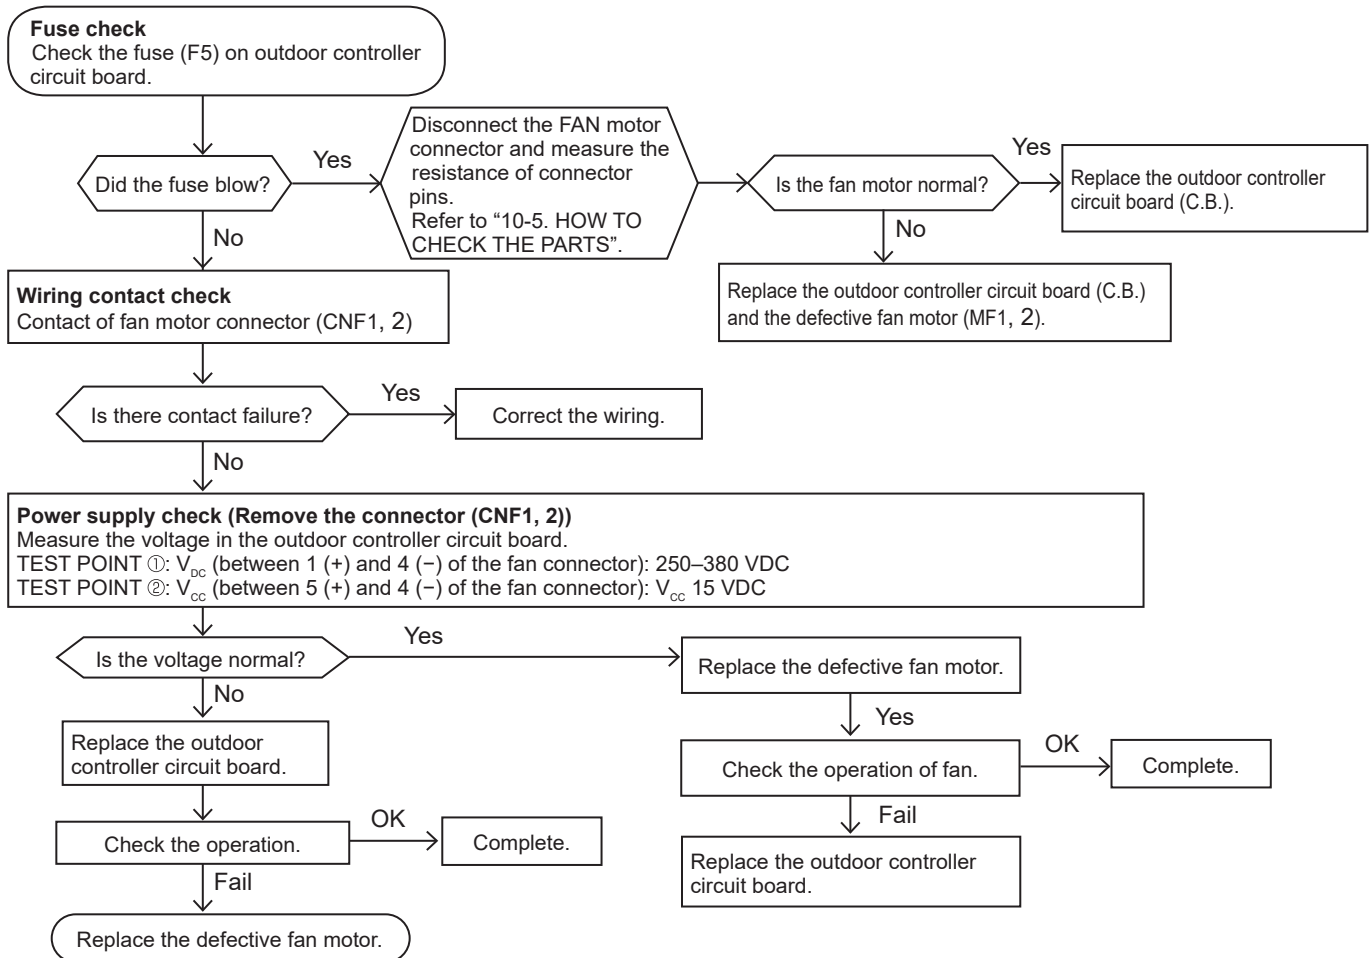 Fuse check
Check the fuse (F5) on outdoor controller
circuit board.
Did the fuse blow?
Yes
Disconnect the FAN motor
connector and measure the
resistance of connector
pins.
Refer to “10-5. HOW TO
CHECK THE PARTS”.
Is the fan motor normal?
Yes
Replace the outdoor controller
circuit board (C.B.).
No
Replace the outdoor controller circuit board (C.B.)
and the defective fan motor (MF1, 2).
No
Wiring contact check
Contact of fan motor connector (CNF1, 2)
Is there contact failure?
Yes
Correct the wiring.
No
Power supply check (Remove the connector (CNF1, 2))
Measure the voltage in the outdoor controller circuit board.
TEST POINT ①: VDC (between 1 (+) and 4 (−) of the fan connector): 250–380 VDC
TEST POINT ②: VCC (between 5 (+) and 4 (−) of the fan connector): VCC 15 VDC
Is the voltage normal?
Yes
Replace the defective fan motor.
Yes
Check the operation of fan.
OK
Complete.
Fail
Replace the outdoor controller
circuit board.
No
Replace the outdoor
controller circuit board.
Check the operation.
OK
Complete.
Fail
Replace the defective fan motor.